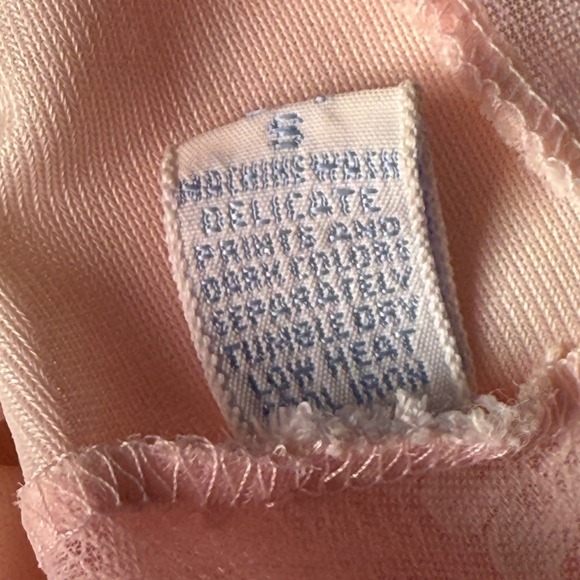 S
MACHINE WASH
DELICATE
PRINTS AND
DARK COLORS
SEPARATELY
TUMBLE DRY
LOW HEAT
COOL IRON